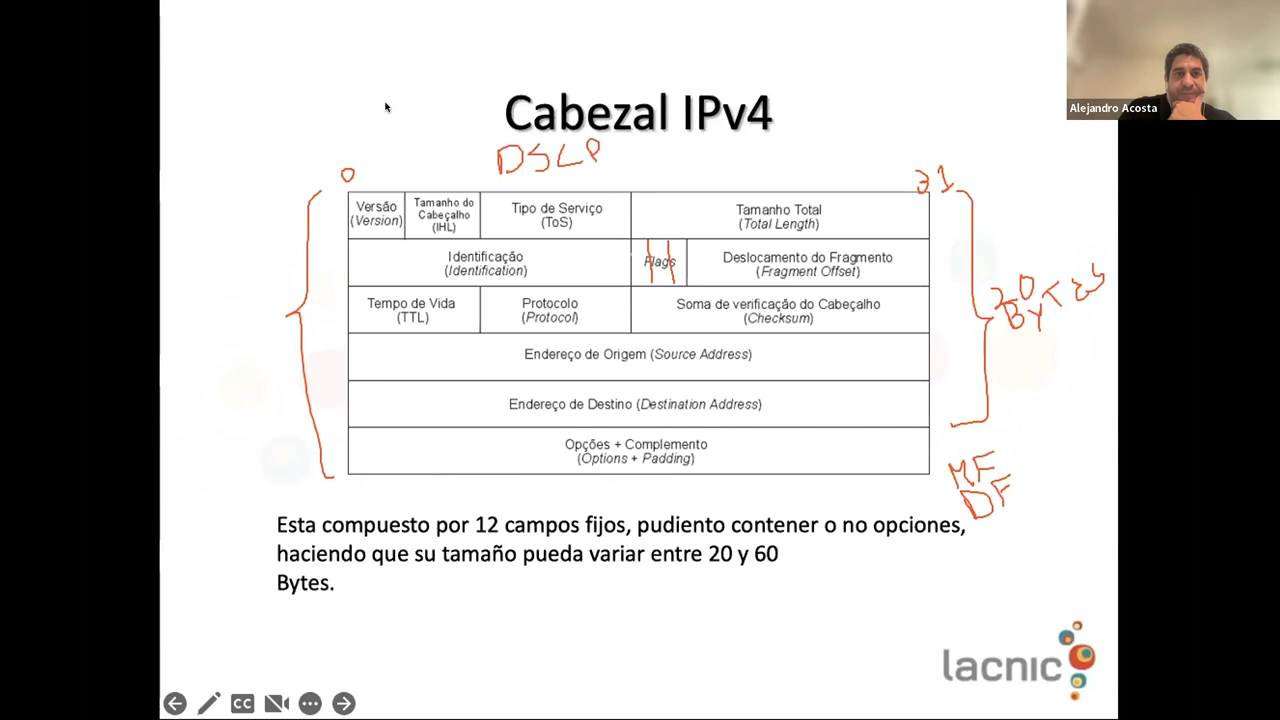 Alejandro Acosta
Cabezal IPv4
DSCP
0
31
Versão
(Version)
Tamanho do
Cabeçalho
(IHL)
Tipo de Serviço
(ToS)
Tamanho Total
(Total Length)
Identificação
(Identification)
Flags
Deslocamento do Fragmento
(Fragment Offset)
Tempo de Vida
(TTL)
Protocolo
(Protocol)
Soma de verificação do Cabeçalho
(Checksum)
20
BYTES
Endereço de Origem (Source Address)
Endereço de Destino (Destination Address)
Opções + Complemento
(Options + Padding)
MF
DF
Esta compuesto por 12 campos fijos, pudiento contener o no opciones,
haciendo que su tamaño pueda variar entre 20 y 60
Bytes.
lacnic
CC